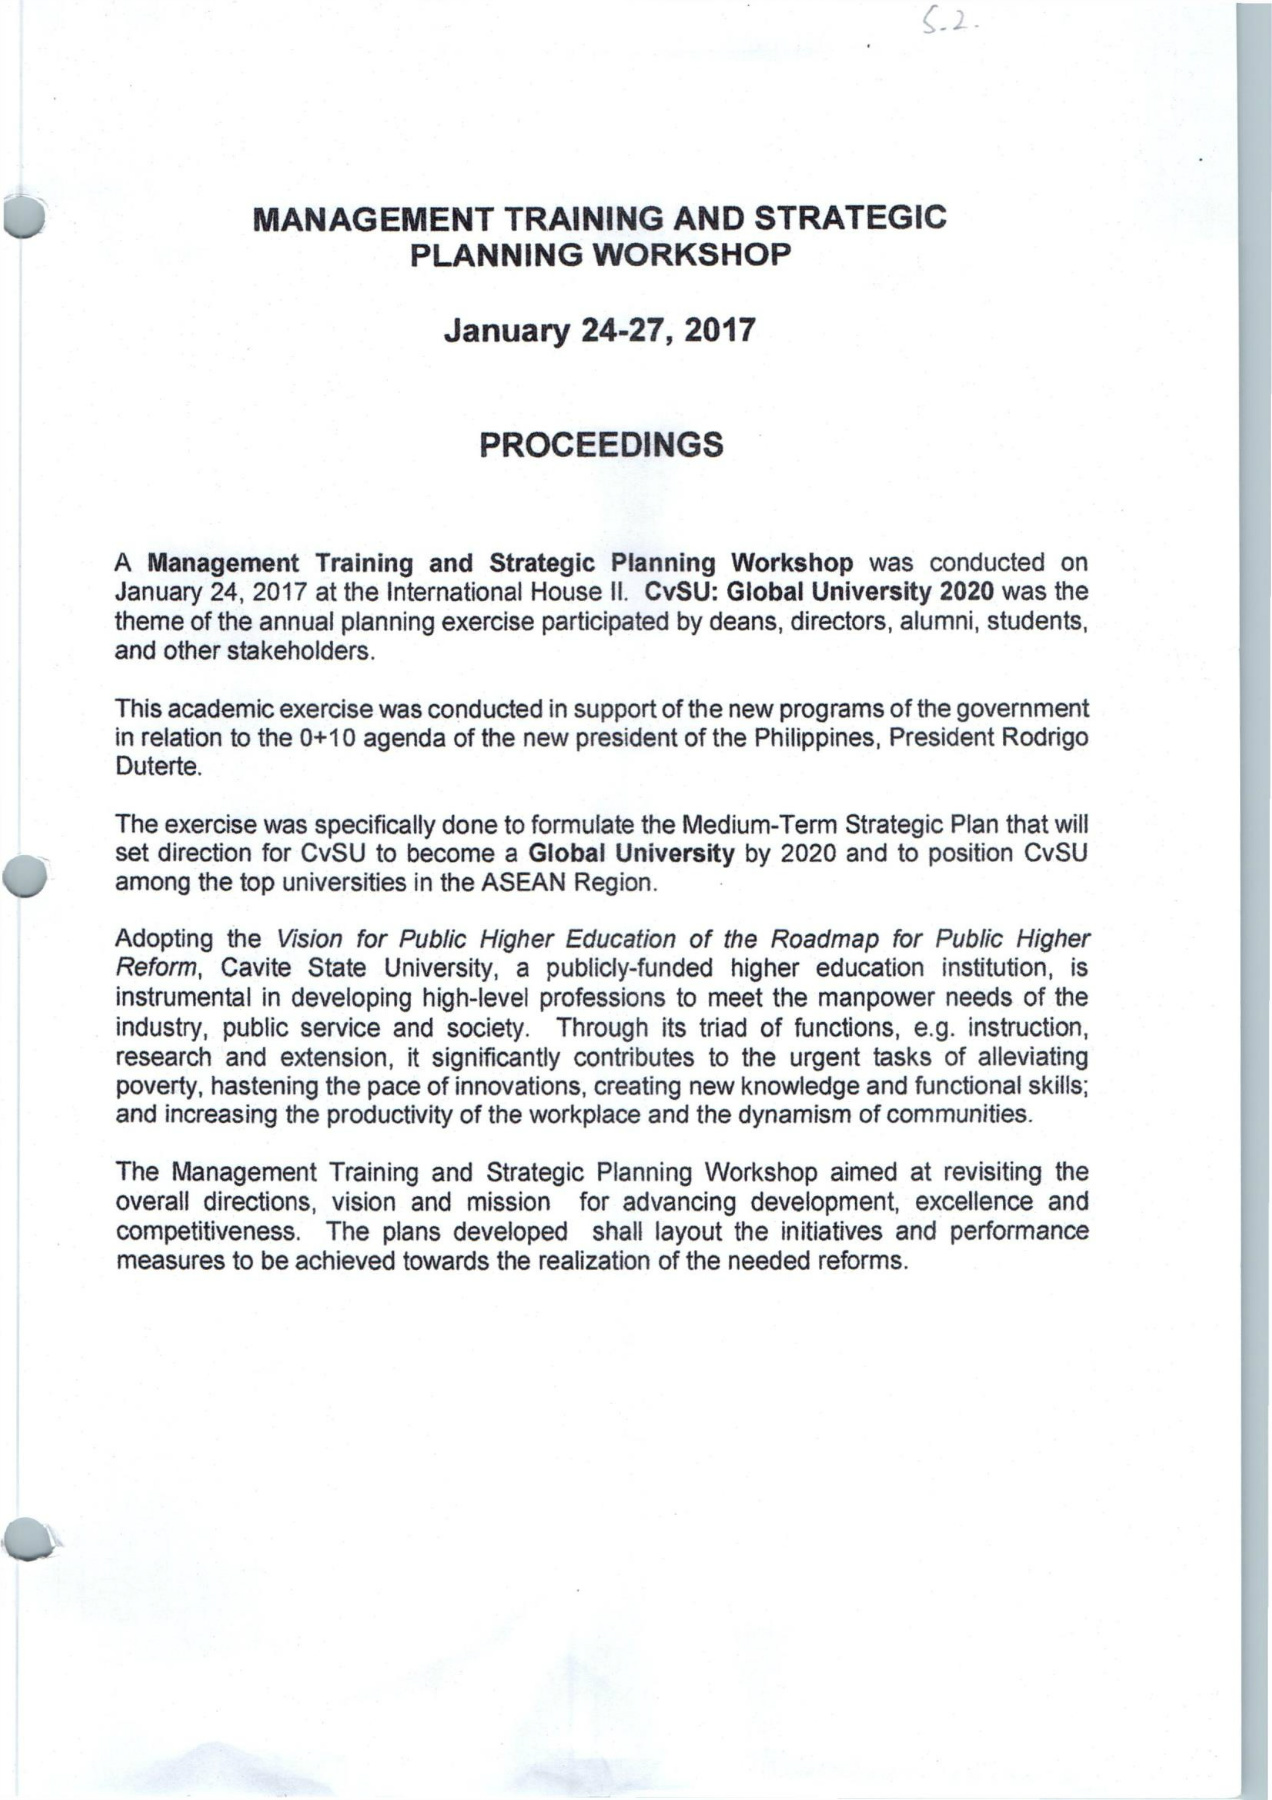 S.2.
MANAGEMENT TRAINING AND STRATEGIC
PLANNING WORKSHOP
January 24-27, 2017
PROCEEDINGS
A Management Training and Strategic Planning Workshop was conducted on
January 24, 2017 at the International House II. CvSU: Global University 2020 was the
theme of the annual planning exercise participated by deans, directors, alumni, students,
and other stakeholders.
This academic exercise was conducted in support of the new programs of the government
in relation to the 0+10 agenda of the new president of the Philippines, President Rodrigo
Duterte.
The exercise was specifically done to formulate the Medium-Term Strategic Plan that will
set direction for CvSU to become a Global University by 2020 and to position CvSU
among the top universities in the ASEAN Region.
Adopting the Vision for Public Higher Education of the Roadmap for Public Higher
Reform, Cavite State University, a publicly-funded higher education institution, is
instrumental in developing high-level professions to meet the manpower needs of the
industry, public service and society. Through its triad of functions, e.g. instruction,
research and extension, it significantly contributes to the urgent tasks of alleviating
poverty, hastening the pace of innovations, creating new knowledge and functional skills;
and increasing the productivity of the workplace and the dynamism of communities.
The Management Training and Strategic Planning Workshop aimed at revisiting the
overall directions, vision and mission for advancing development, excellence and
competitiveness. The plans developed shall layout the initiatives and performance
measures to be achieved towards the realization of the needed reforms.